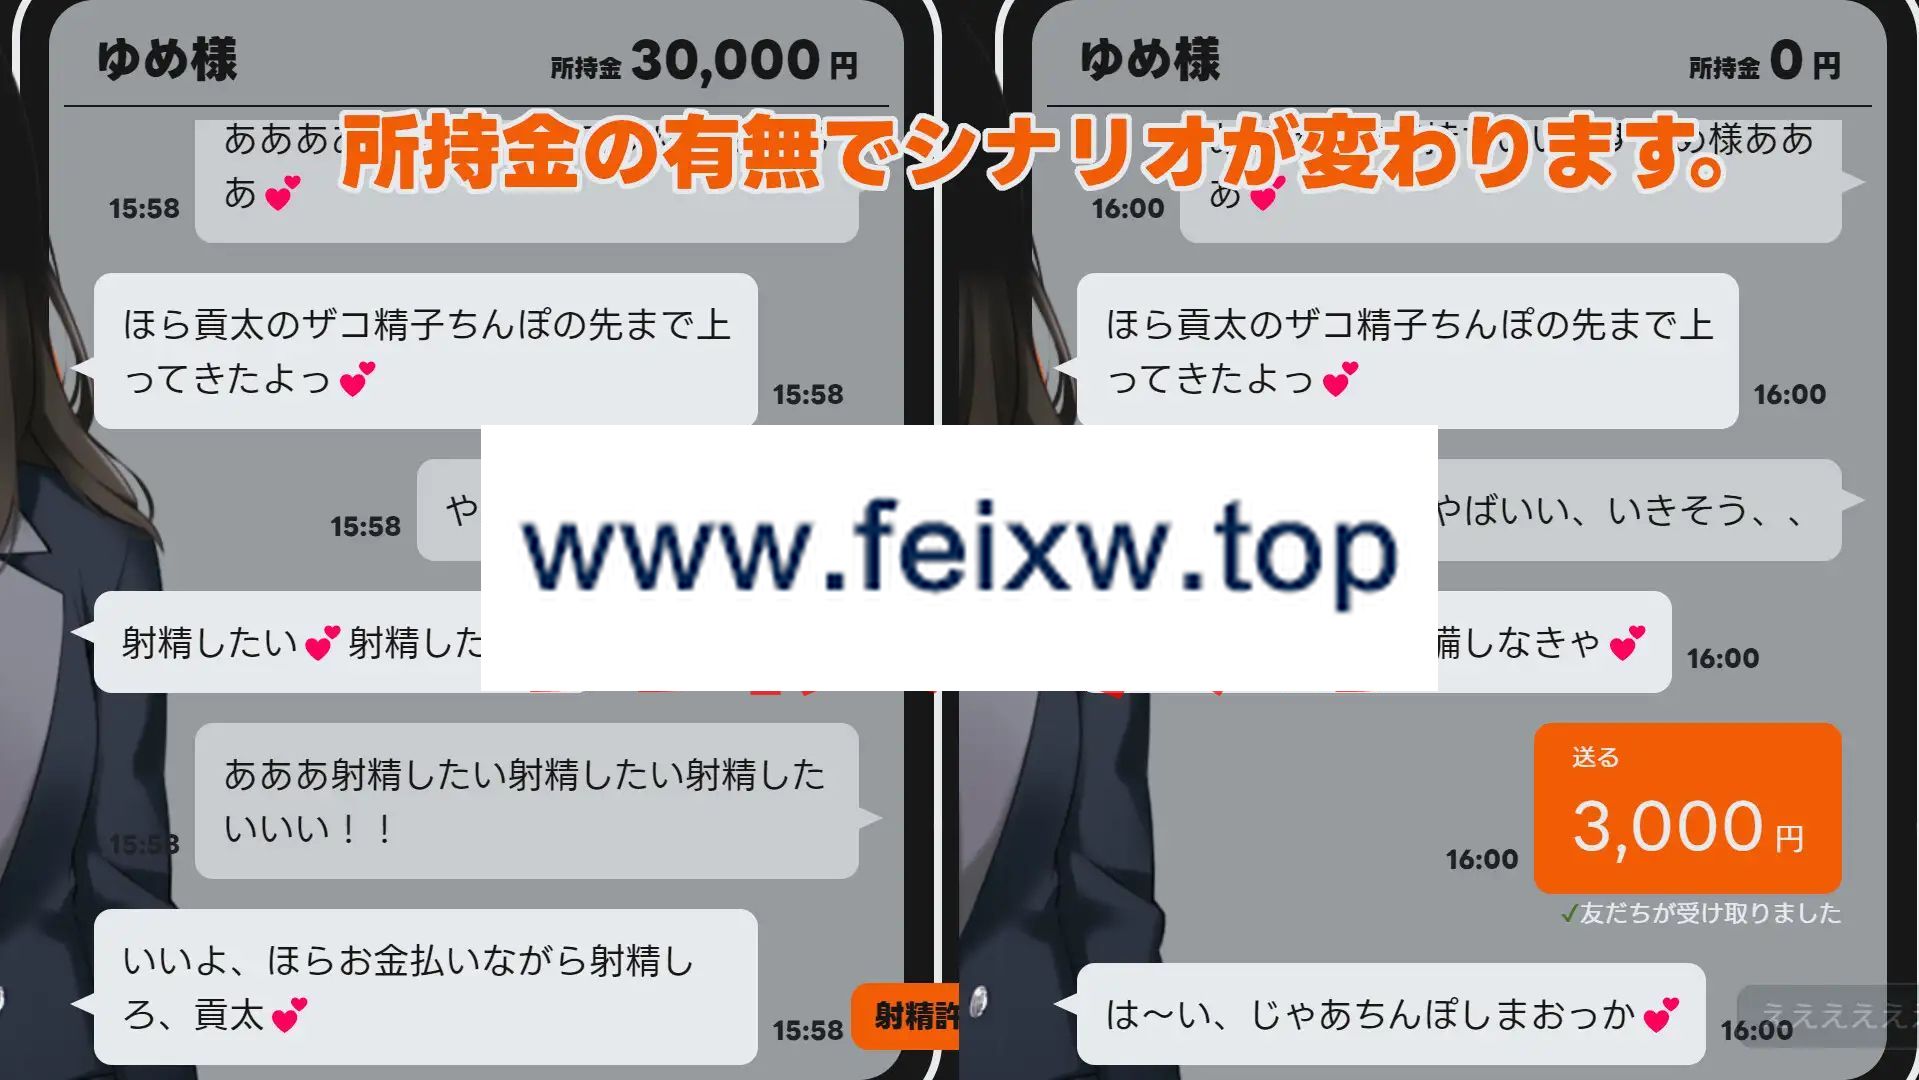 ゆめ様
所持金 30,000 円
所持金の有無でシナリオが変わります。
あ💕
15:58
ほら貢太のザコ精子ちんぽの先まで上
ってきたよっ💕
15:58
や
15:58
射精したい💕射精した
あああ射精したい射精したい射精した
いいい！！
15:58
いいよ、ほらお金払いながら射精し
ろ、貢太💕
15:58
射精許
www.feixw.top
ゆめ様
所持金 0 円
様ああ
あ💕
16:00
ほら貢太のザコ精子ちんぽの先まで上
ってきたよっ💕
16:00
やばいい、いきそう、、
備しなきゃ💕
16:00
送る
3,000 円
16:00
✓友だちが受け取りました
は〜い、じゃあちんぽしまおっか💕
16:00
ええええ